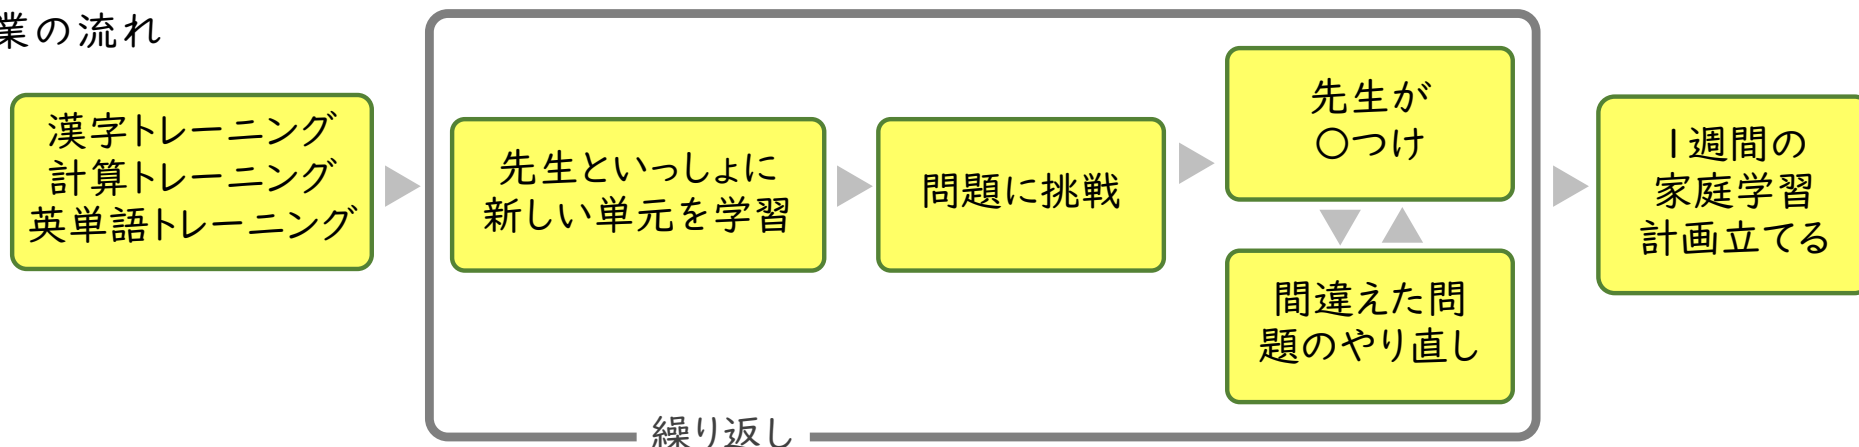 業の流れ
漢字トレーニング
計算トレーニング
英単語トレーニング
先生といっしょに
新しい単元を学習
問題に挑戦
先生が
〇つけ
間違えた問
題のやり直し
1週間の
家庭学習
計画立てる
繰り返し